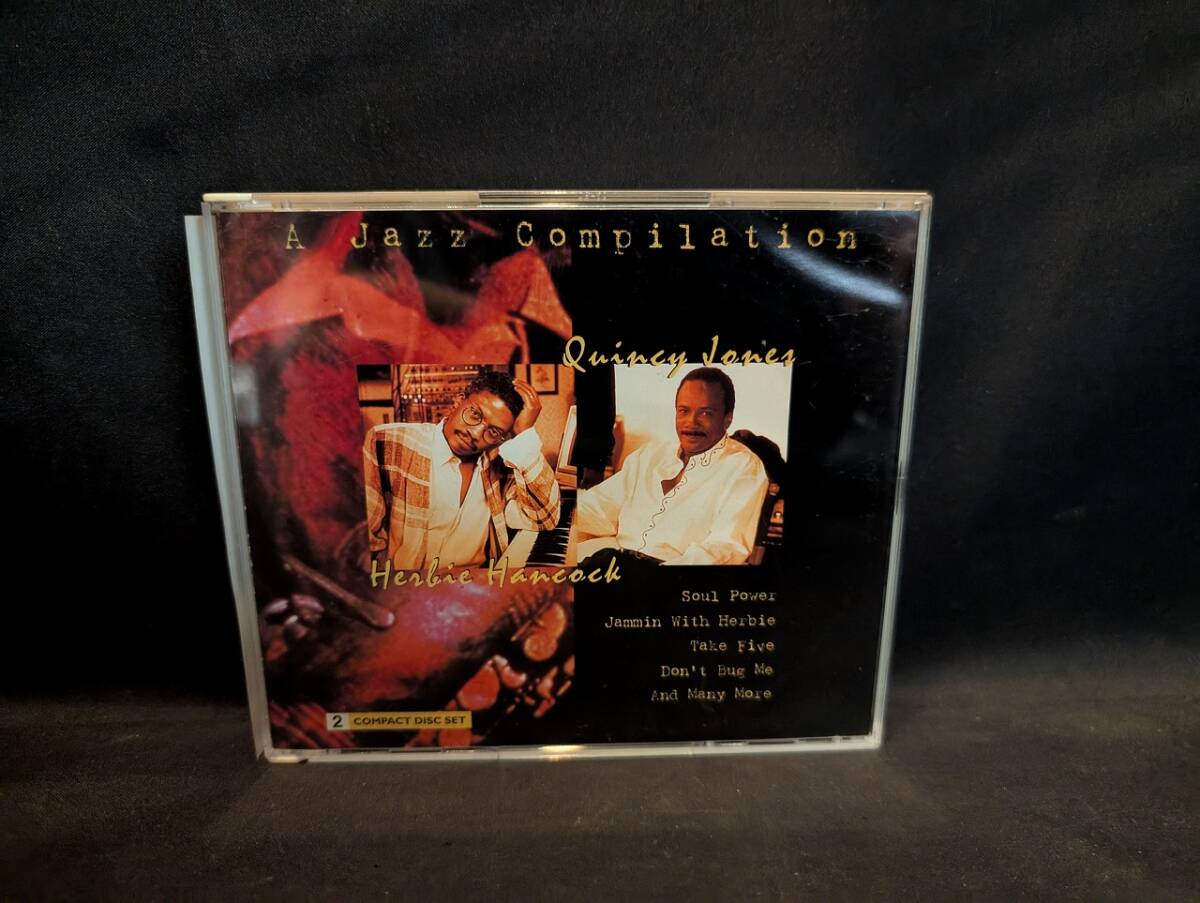 A Jazz Compilation
Quincy Jones
Herbie Hancock
Soul Power
Jammin With Herbie
Take Five
Don't Bug Me
And Many More
2 COMPACT DISC SET